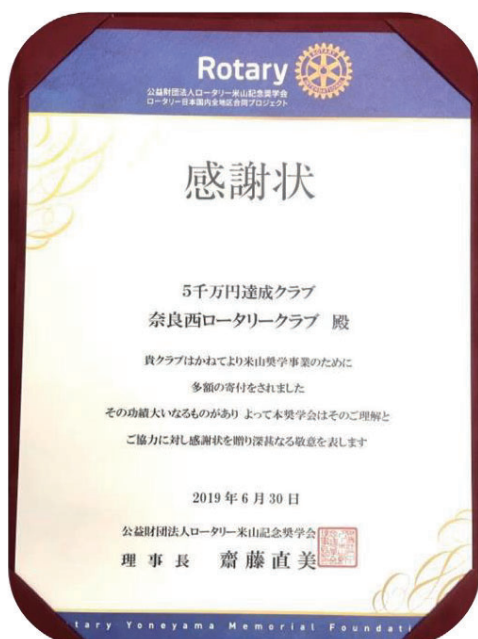 Rotary
公益財団法人ロータリー米山記念奨学会
ロータリー日本国内全地区合同プロジェクト
感謝状
5千万円達成クラブ
奈良西ロータリークラブ 殿
貴クラブはかねてより米山奨学事業のために
多額の寄付をされました
その功績大いなるものがあり よって本奨学会はそのご理解と
ご協力に対し感謝状を贈り深甚なる敬意を表します
2019年6月30日
公益財団法人ロータリー米山記念奨学会
理事長 齋藤直美
tary Yoneyama Memorial Foundati